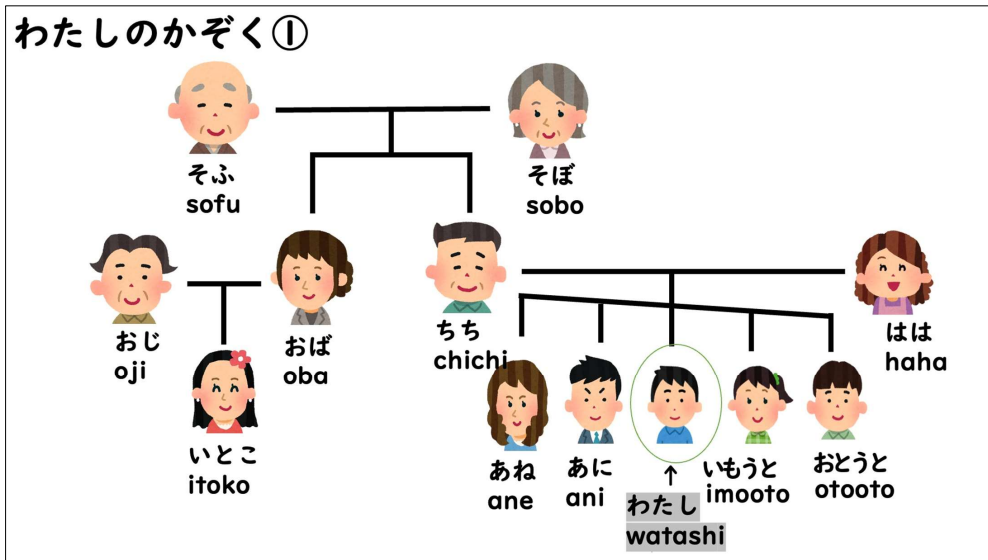 わたしのかぞく①
そふ
sofu
そぼ
sobo
おじ
oji
おば
oba
ちち
chichi
はは
haha
いとこ
itoko
あね
ane
あに
ani
わたし
watashi
いもうと
imooto
おとうと
otooto